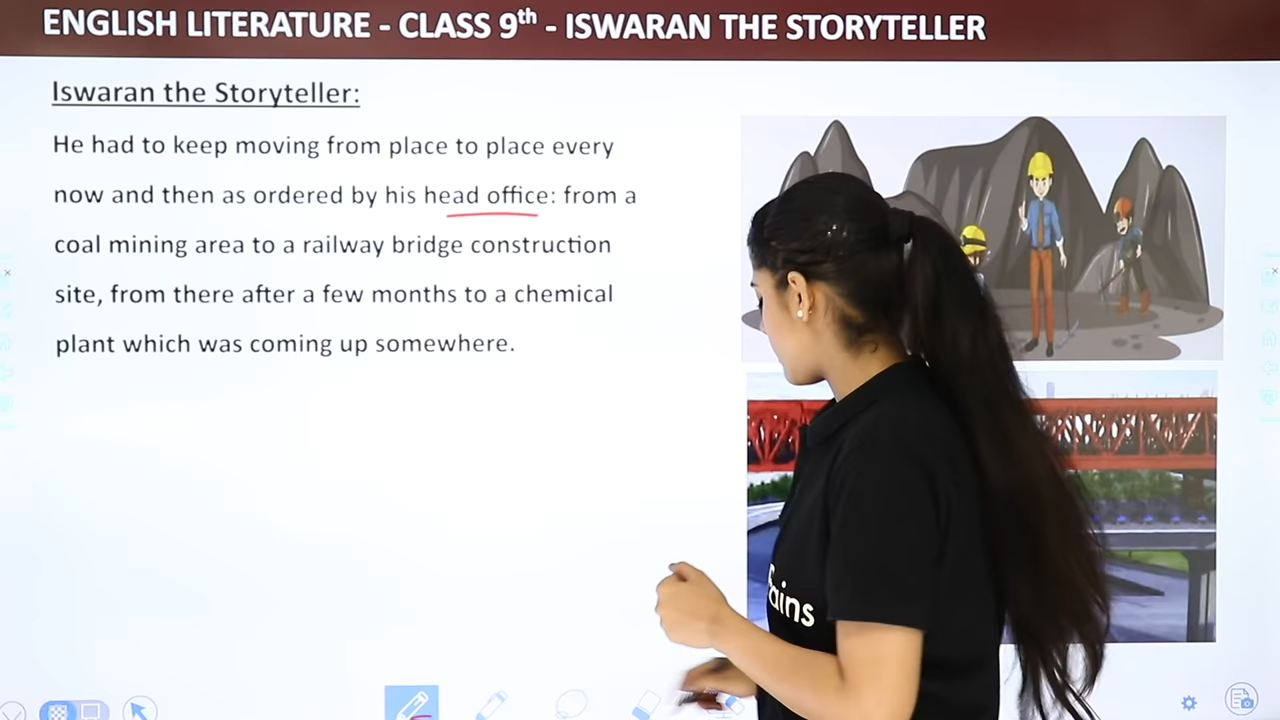 ENGLISH LITERATURE - CLASS 9th - ISWARAN THE STORYTELLER
Iswaran the Storyteller:
He had to keep moving from place to place every
now and then as ordered by his head office: from a
coal mining area to a railway bridge construction
site, from there after a few months to a chemical
plant which was coming up somewhere.